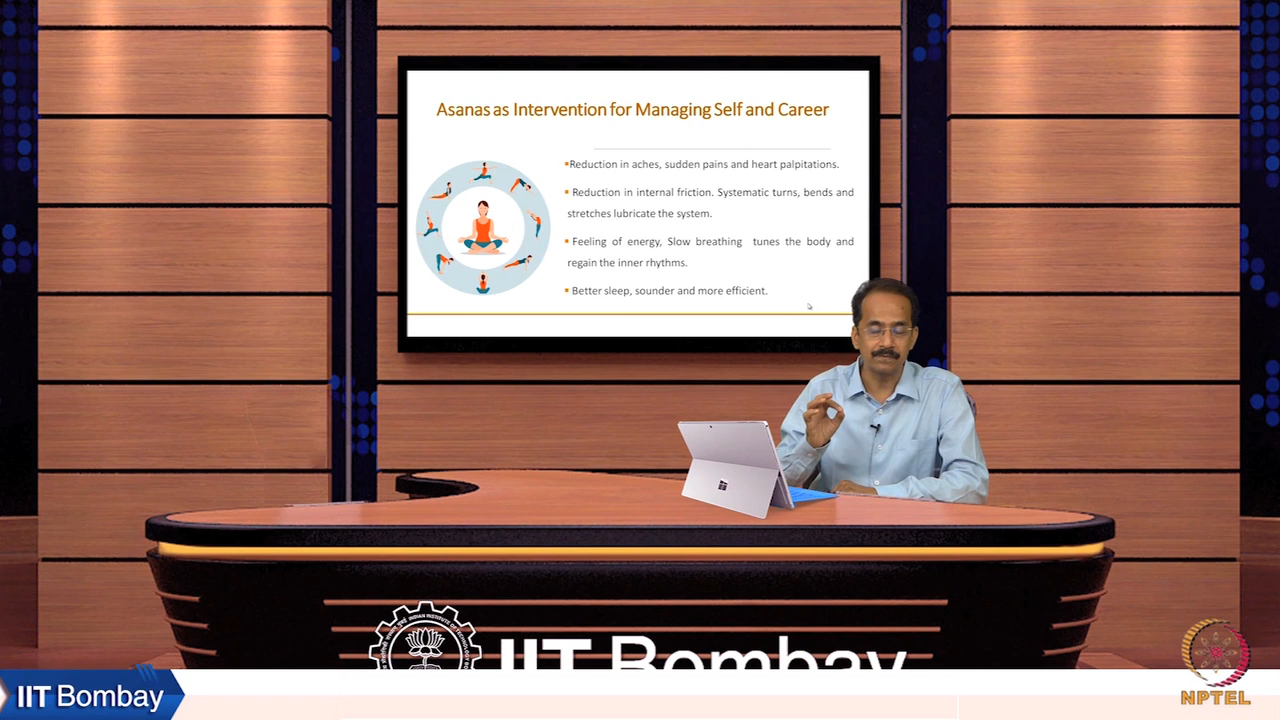 Asanas as Intervention for Managing Self and Career
▪Reduction in aches, sudden pains and heart palpitations.
▪ Reduction in internal friction. Systematic turns, bends and
stretches lubricate the system.
▪ Feeling of energy, Slow breathing tunes the body and
regain the inner rhythms.
▪ Better sleep, sounder and more efficient.
IIT Bombay
IIT Bombay
NPTEL